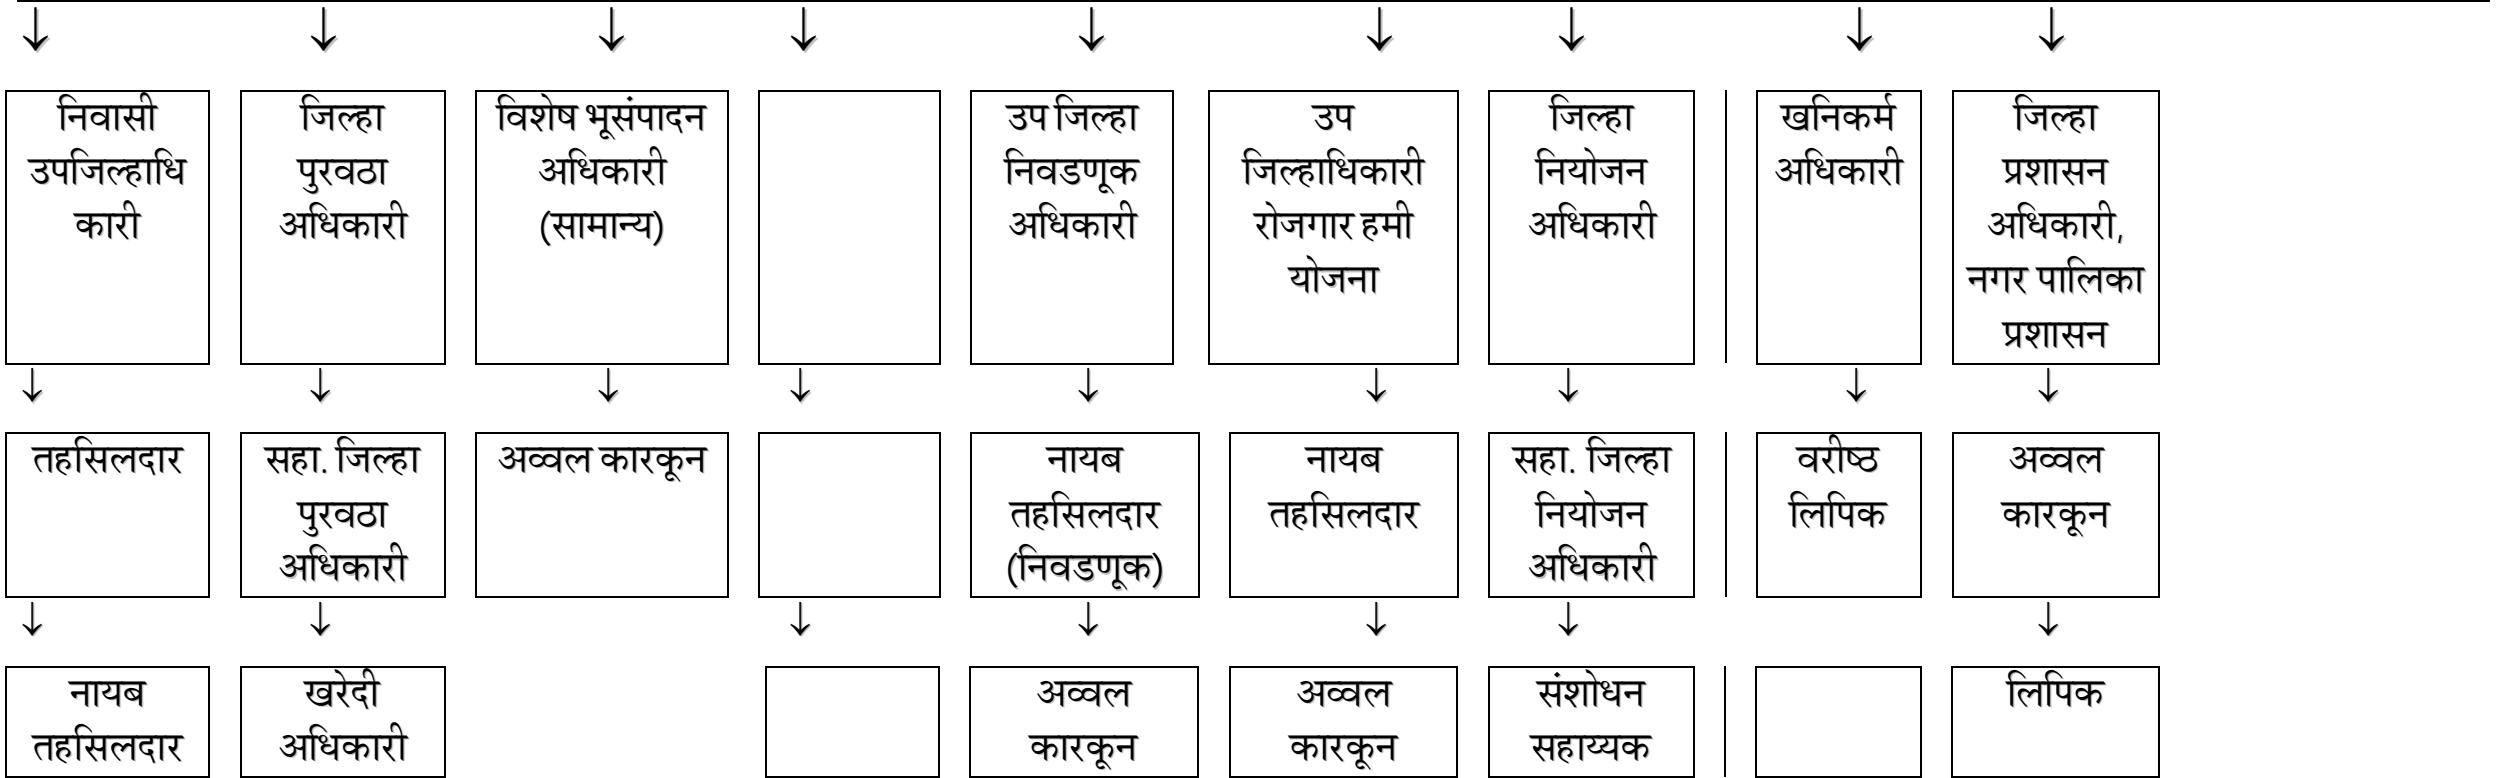 निवासी
उपजिल्हाधि
कारी
जिल्हा
पुरवठा
अधिकारी
विशेष भूसंपादन
अधिकारी
(सामान्य)
उप जिल्हा
निवडणूक
अधिकारी
उप
जिल्हाधिकारी
रोजगार हमी
योजना
जिल्हा
नियोजन
अधिकारी
खनिकर्म
अधिकारी
जिल्हा
प्रशासन
अधिकारी,
नगर पालिका
प्रशासन
तहसिलदार
सहा. जिल्हा
पुरवठा
अधिकारी
अव्वल कारकून
नायब
तहसिलदार
(निवडणूक)
नायब
तहसिलदार
सहा. जिल्हा
नियोजन
अधिकारी
वरीष्ठ
लिपिक
अव्वल
कारकून
नायब
तहसिलदार
खरेदी
अधिकारी
अव्वल
कारकून
अव्वल
कारकून
संशोधन
सहाय्यक
लिपिक